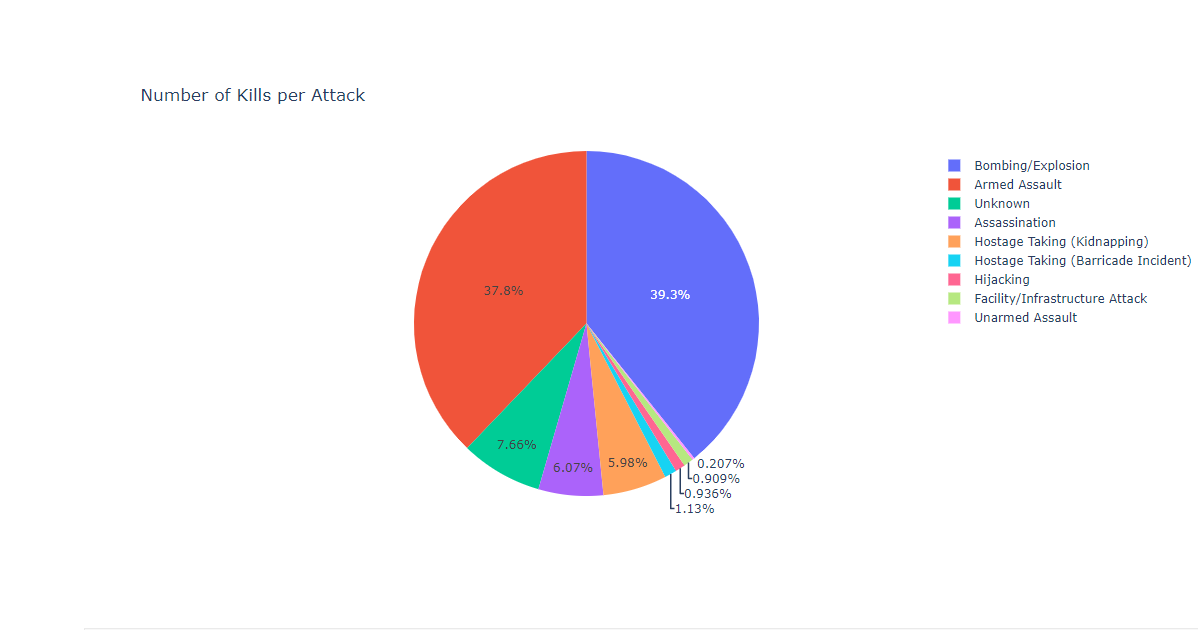 Number of Kills per Attack
39.3%
37.8%
7.66%
6.07%
5.98%
0.207%
0.909%
0.936%
1.13%
Bombing/Explosion
Armed Assault
Unknown
Assassination
Hostage Taking (Kidnapping)
Hostage Taking (Barricade Incident)
Hijacking
Facility/Infrastructure Attack
Unarmed Assault